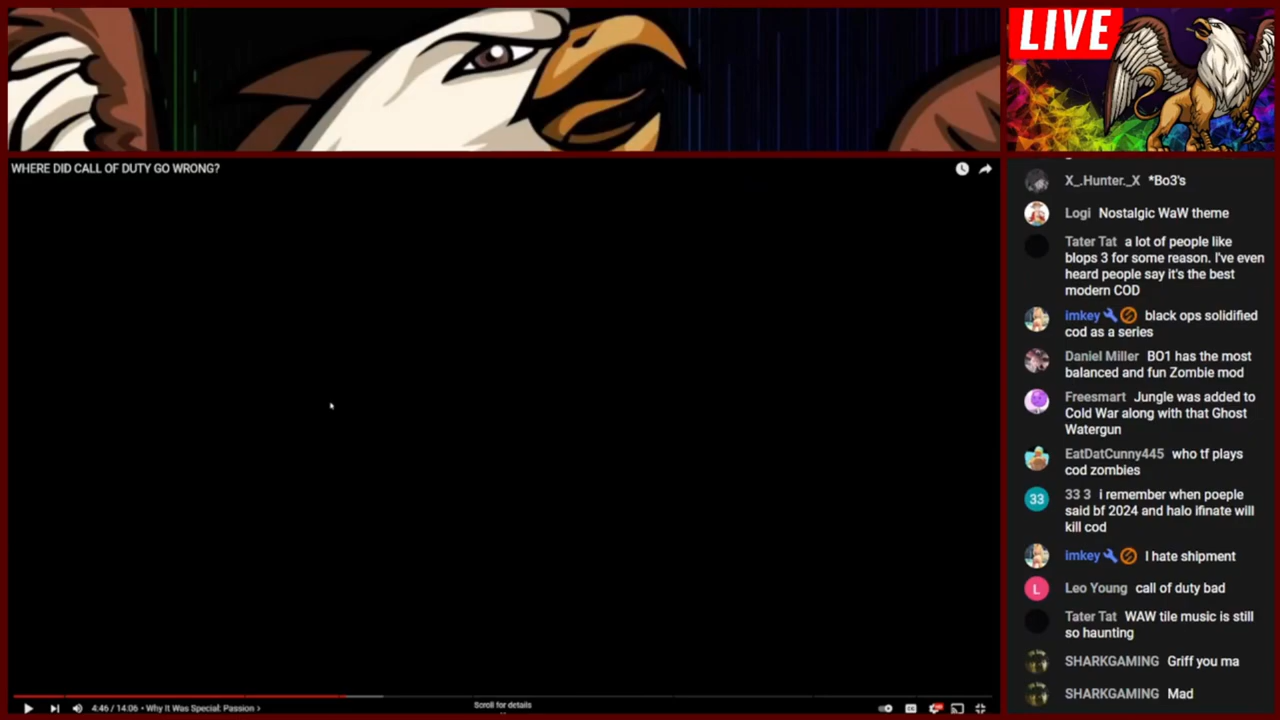 LIVE
WHERE DID CALL OF DUTY GO WRONG?
X_.Hunter._X *Bo3's
Logi Nostalgic WaW theme
Tater Tat a lot of people like
blops 3 for some reason. I've even
heard people say it's the best
modern COD
imkey black ops solidified
cod as a series
Daniel Miller BO1 has the most
balanced and fun Zombie mod
Freesmart Jungle was added to
Cold War along with that Ghost
Watergun
EatDatCunny445 who tf plays
cod zombies
33
33 3 i remember when poeple
said bf 2024 and halo ifinate will
kill cod
imkey I hate shipment
L
Leo Young call of duty bad
Tater Tat WAW tile music is still
so haunting
SHARKGAMING Griff you ma
SHARKGAMING Mad
4:46 / 14:06 • Why It Was Special: Passion ›
Scroll for details